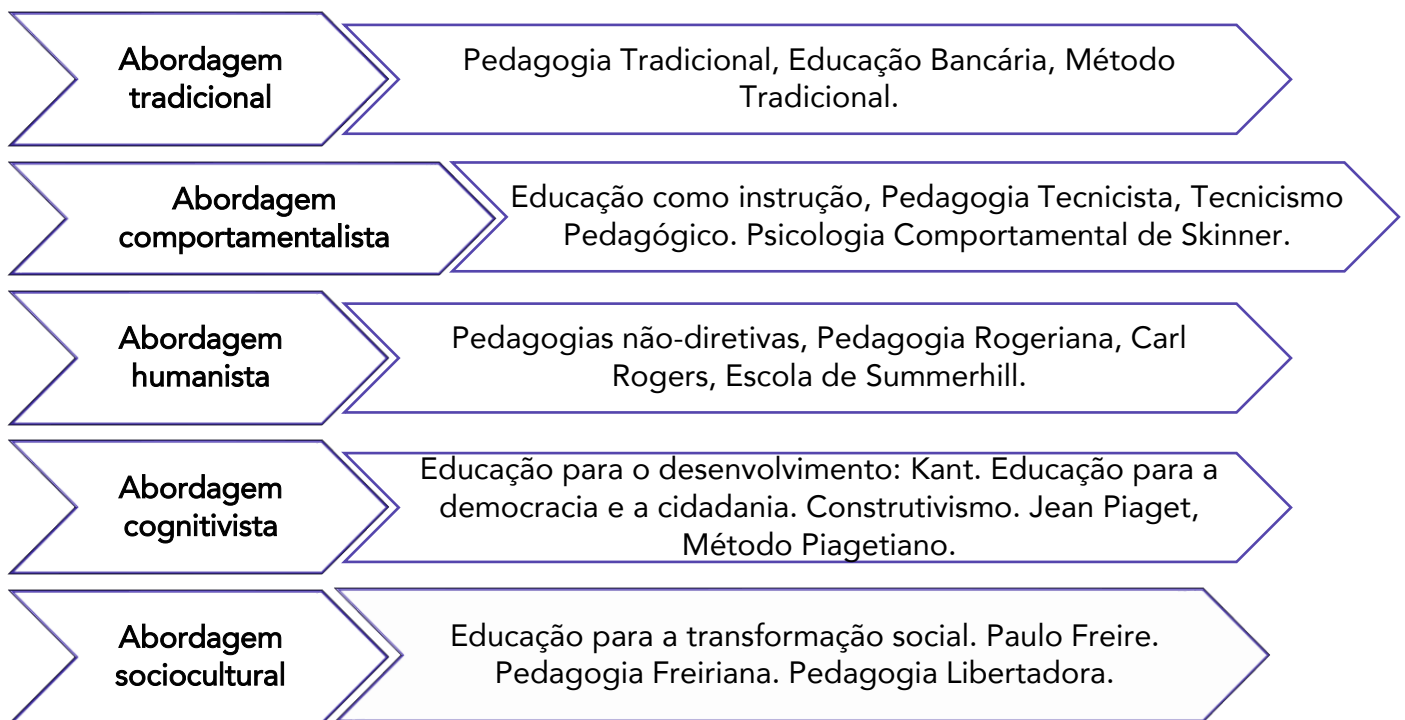 Abordagem
tradicional
Pedagogia Tradicional, Educação Bancária, Método
Tradicional.
Abordagem
comportamentalista
Educação como instrução, Pedagogia Tecnicista, Tecnicismo
Pedagógico. Psicologia Comportamental de Skinner.
Abordagem
humanista
Pedagogias não-diretivas, Pedagogia Rogeriana, Carl
Rogers, Escola de Summerhill.
Abordagem
cognitivista
Educação para o desenvolvimento: Kant. Educação para a
democracia e a cidadania. Construtivismo. Jean Piaget,
Método Piagetiano.
Abordagem
sociocultural
Educação para a transformação social. Paulo Freire.
Pedagogia Freiriana. Pedagogia Libertadora.